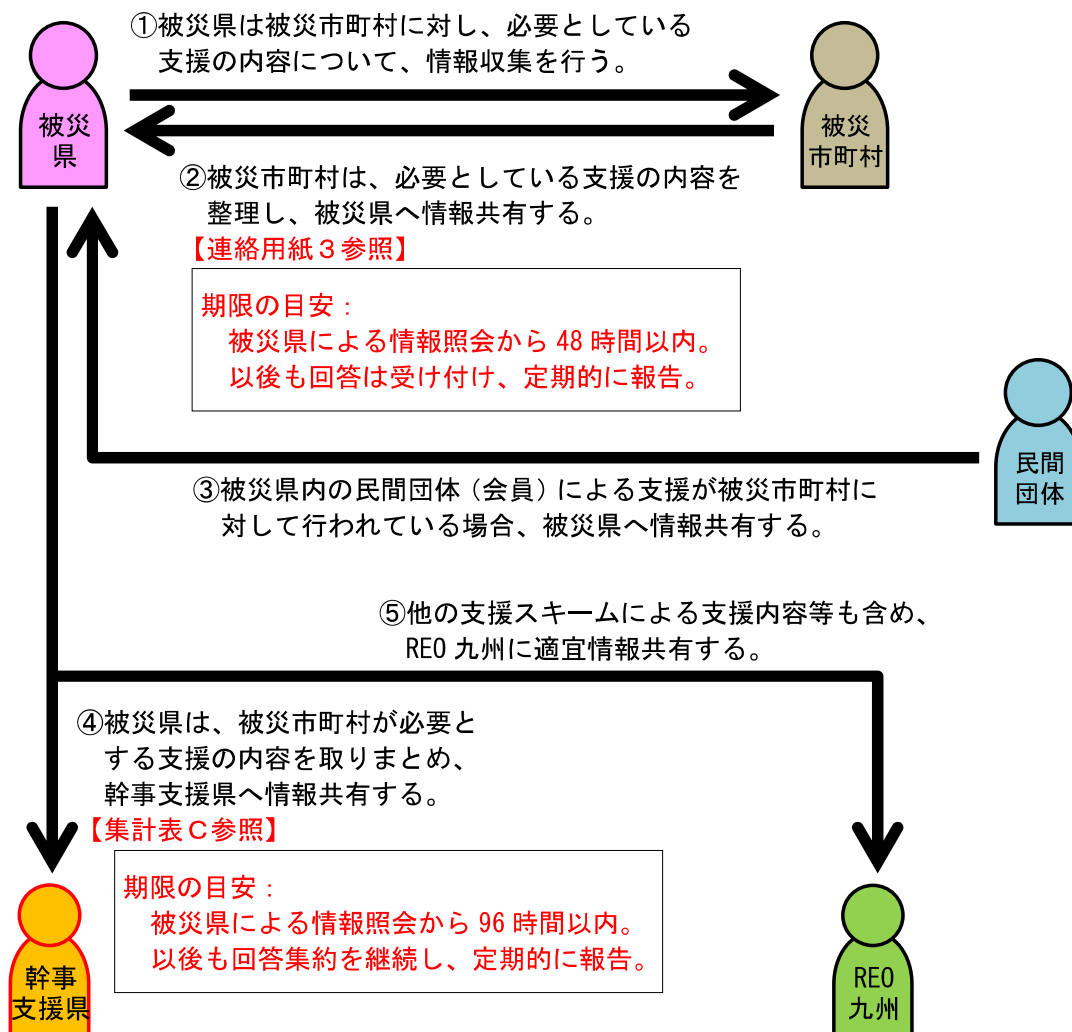 ①被災県は被災市町村に対し、必要としている
支援の内容について、情報収集を行う。
被災
県
被災
市町村
②被災市町村は、必要としている支援の内容を
整理し、被災県へ情報共有する。
【連絡用紙３参照】
期限の目安：
被災県による情報照会から 48 時間以内。
以後も回答は受け付け、定期的に報告。
民間
団体
③被災県内の民間団体（会員）による支援が被災市町村に
対して行われている場合、被災県へ情報共有する。
⑤他の支援スキームによる支援内容等も含め、
REO 九州に適宜情報共有する。
④被災県は、被災市町村が必要と
する支援の内容を取りまとめ、
幹事支援県へ情報共有する。
【集計表Ｃ参照】
期限の目安：
被災県による情報照会から 96 時間以内。
以後も回答集約を継続し、定期的に報告。
幹事
支援県
REO
九州